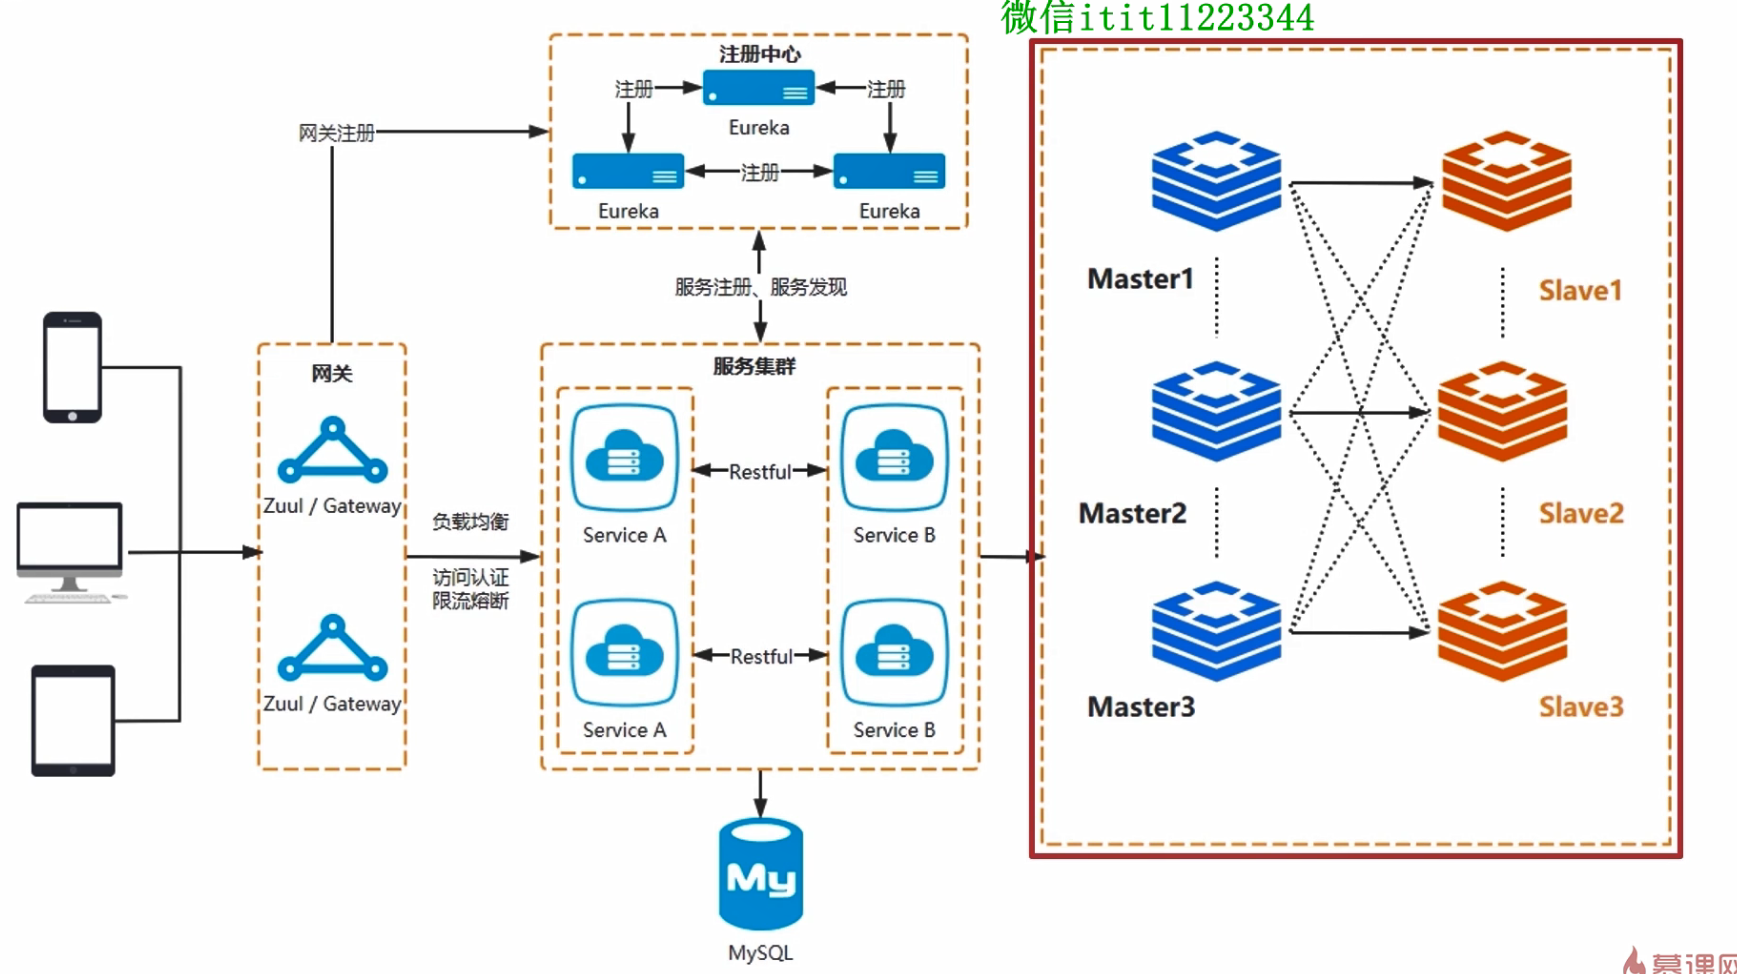 微信itit11223344
注册中心
注册
注册
Eureka
网关注册
注册
Eureka
Eureka
服务注册、服务发现
网关
Zuul / Gateway
Zuul / Gateway
负载均衡
访问认证
限流熔断
服务集群
Restful
Service A
Service B
Restful
Service A
Service B
My
MySQL
Master1
Slave1
Master2
Slave2
Master3
Slave3
慕课网